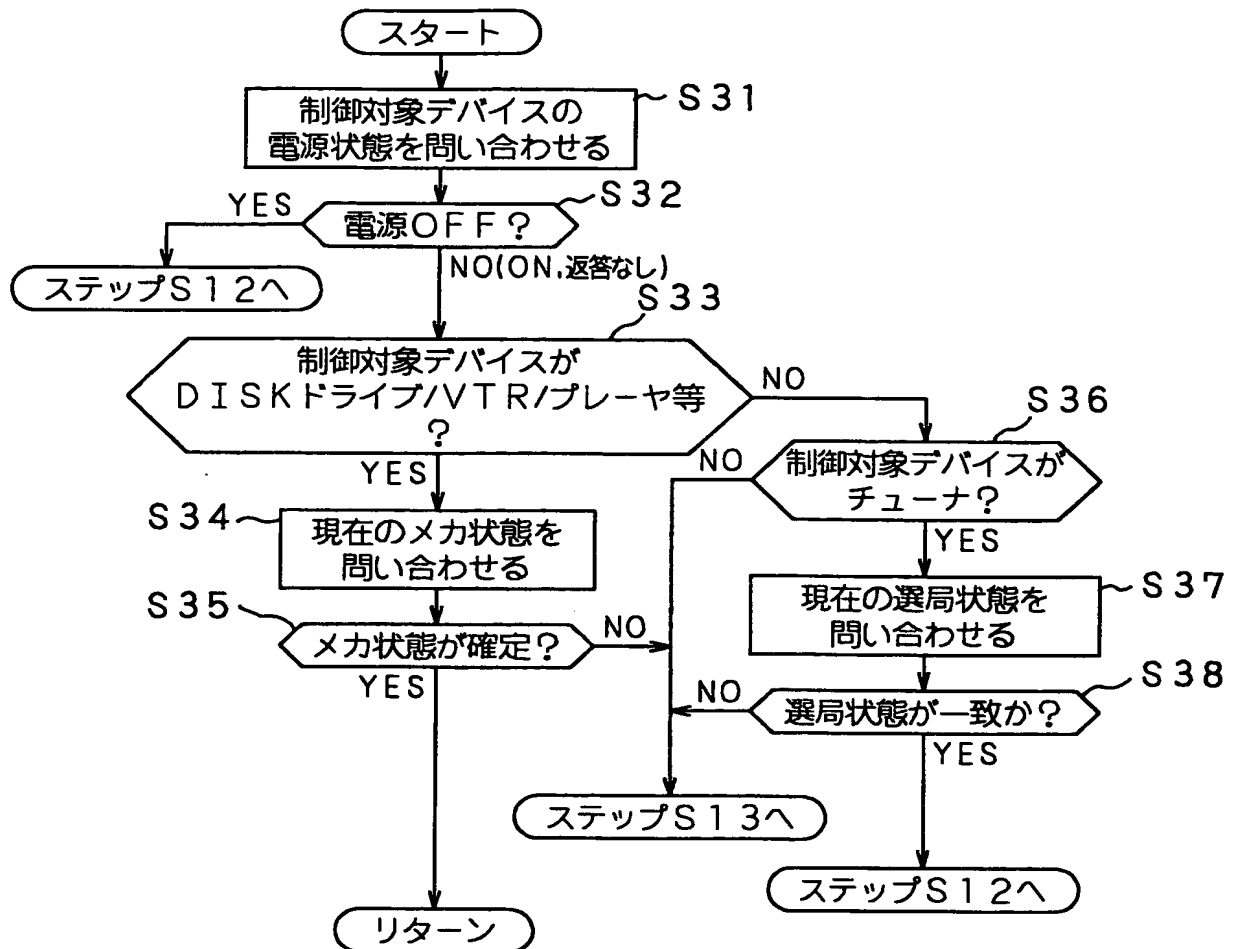 スタート
S31
制御対象デバイスの
電源状態を問い合わせる
S32
YES
電源OFF?
NO(ON,返答なし)
ステップS12へ
S33
制御対象デバイスが
DISKドライブ/VTR/プレーヤ等
?
NO
YES
S36
NO
制御対象デバイスが
チューナ?
YES
S34
現在のメカ状態を
問い合わせる
S37
現在の選局状態を
問い合わせる
S35
メカ状態が確定?
NO
YES
S38
NO
選局状態が一致か?
YES
ステップS13へ
ステップS12へ
リターン